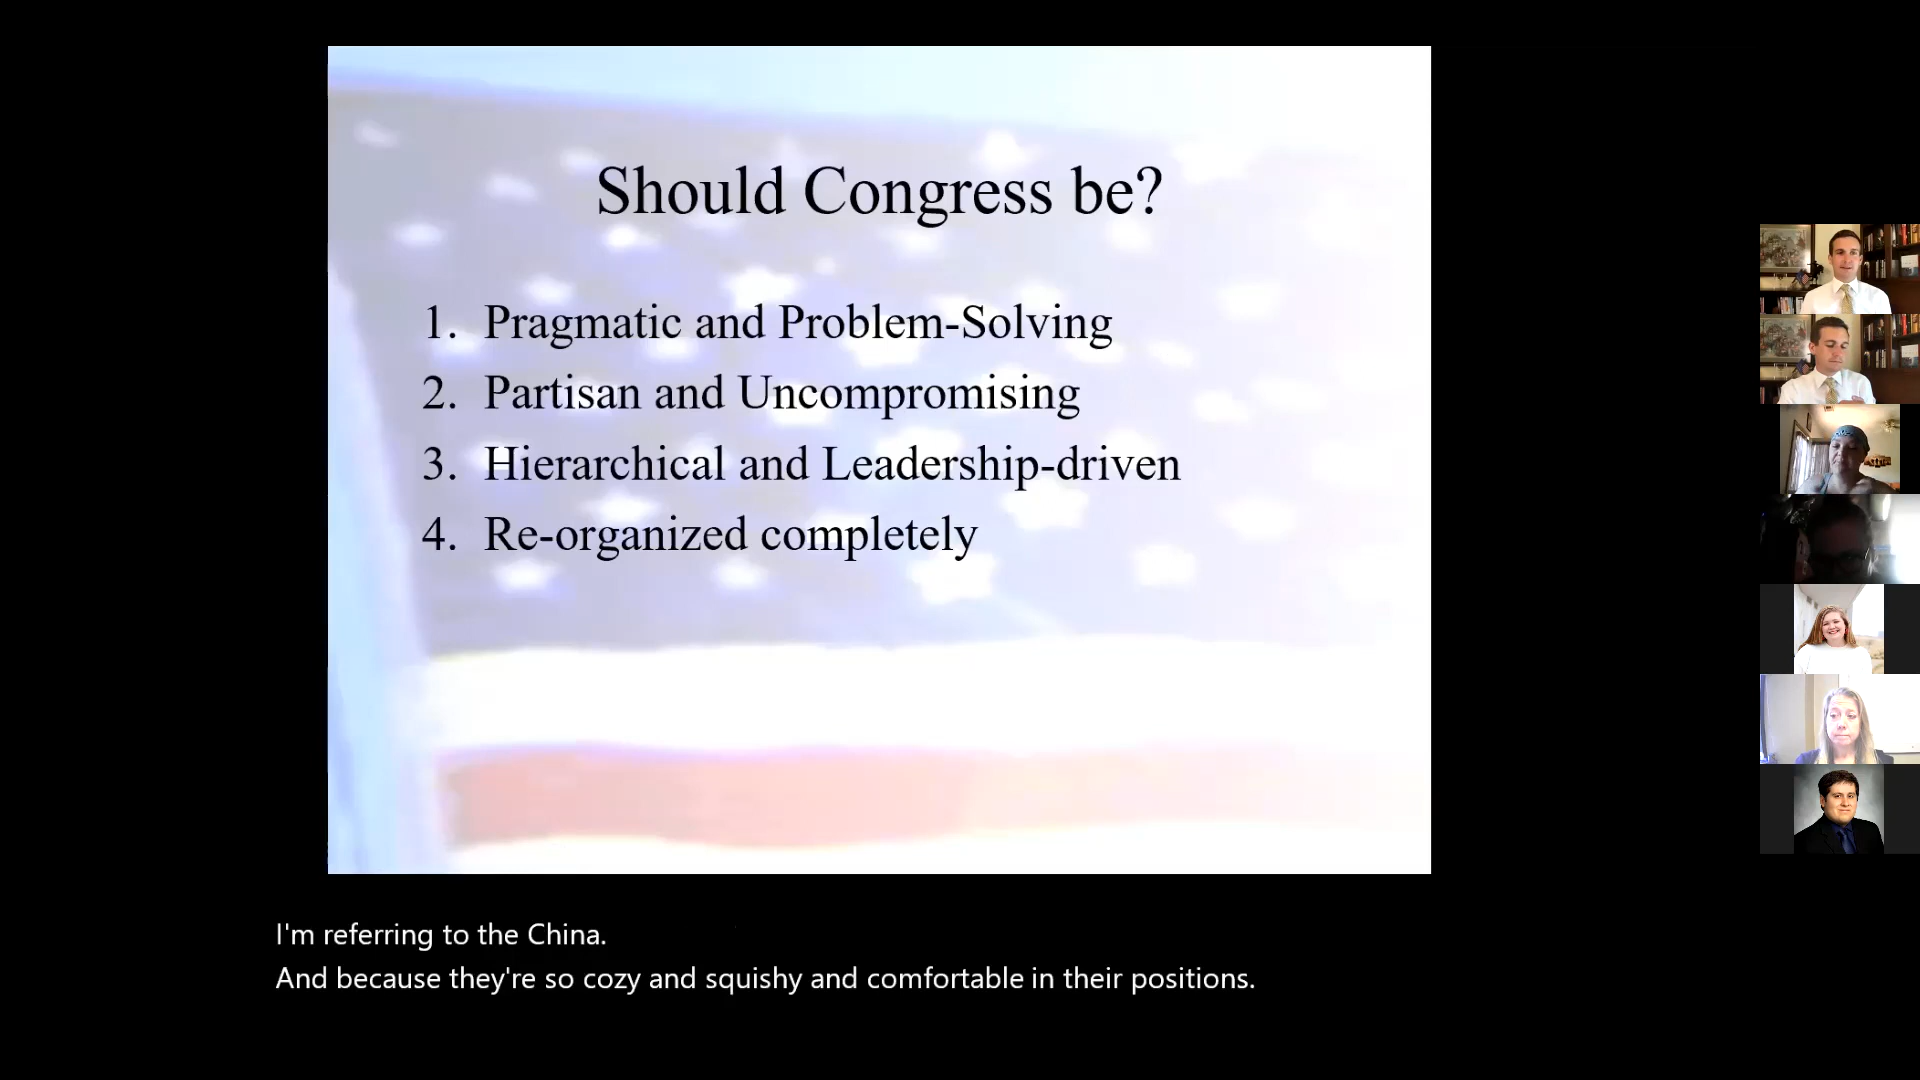 Should Congress be?
1. Pragmatic and Problem-Solving
2. Partisan and Uncompromising
3. Hierarchical and Leadership-driven
4. Re-organized completely
I'm referring to the China.
And because they're so cozy and squishy and comfortable in their positions.